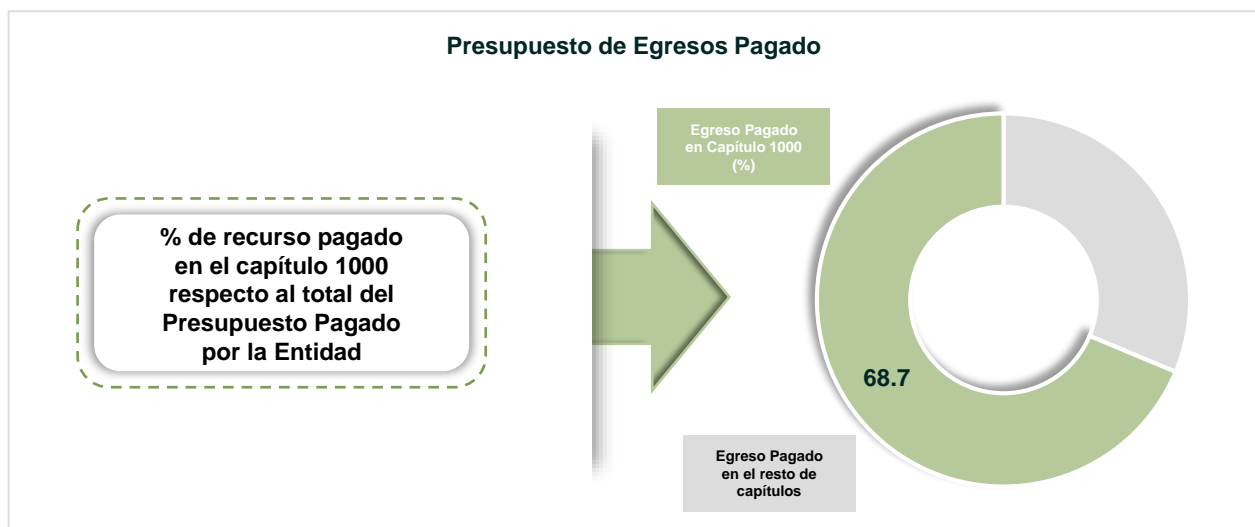 Presupuesto de Egresos Pagado
Egreso Pagado
en Capítulo 1000
(%)
% de recurso pagado
en el capítulo 1000
respecto al total del
Presupuesto Pagado
por la Entidad
68.7
Egreso Pagado
en el resto de
capítulos